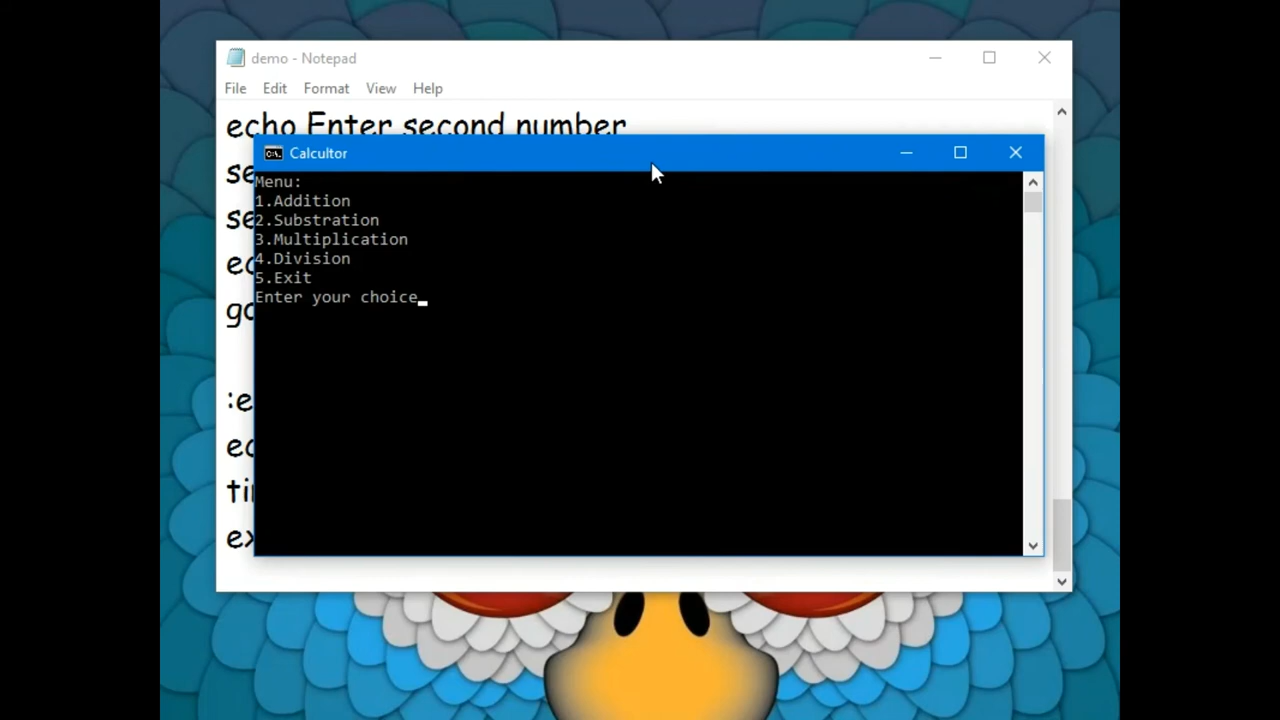 demo - Notepad
File Edit Format View Help
echo Enter second number
Calcultor
Menu:
1.Addition
2.Substration
3.Multiplication
4.Division
5.Exit
Enter your choice